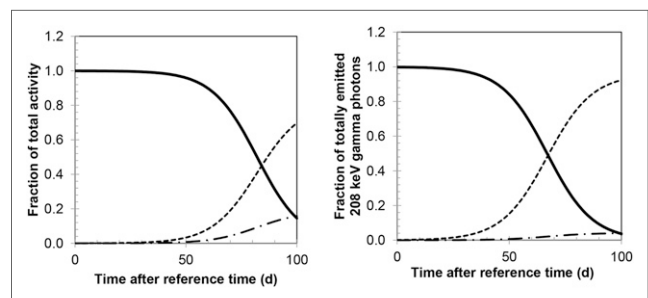 Fraction of total activity
1.2
1.0
0.8
0.6
0.4
0.2
0.0
0 50 100
Time after reference time (d)
Fraction of totally emitted
208 keV gamma photons
1.2
1.0
0.8
0.6
0.4
0.2
0.0
0 50 100
Time after reference time (d)